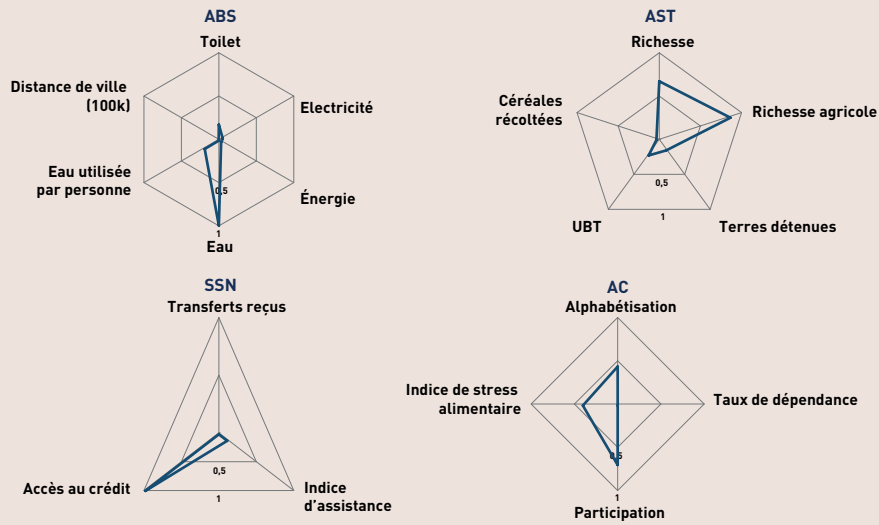 ABS
Toilet
Distance de ville
(100k)
Electricité
Eau utilisée
par personne
Énergie
0,5
1
Eau
AST
Richesse
Céréales
récoltées
Richesse agricole
0,5
1
UBT
Terres détenues
SSN
Transferts reçus
0,5
Accès au crédit
1
Indice
d'assistance
AC
Alphabétisation
Indice de stress
alimentaire
Taux de dépendance
0,5
1
Participation